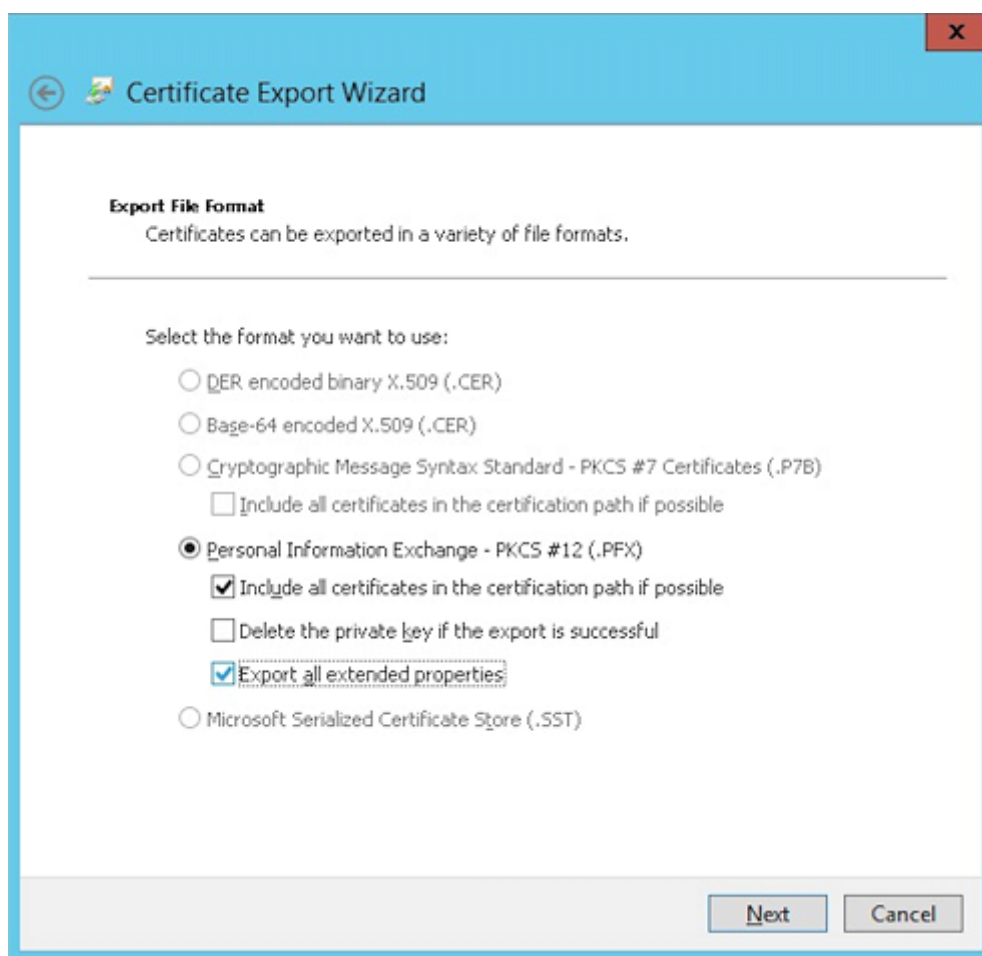 x
Certificate Export Wizard
Export File Format
Certificates can be exported in a variety of file formats.
Select the format you want to use:
DER encoded binary X.509 (.CER)
Base-64 encoded X.509 (.CER)
Cryptographic Message Syntax Standard - PKCS #7 Certificates (.P7B)
Include all certificates in the certification path if possible
Personal Information Exchange - PKCS #12 (.PFX)
Include all certificates in the certification path if possible
Delete the private key if the export is successful
Export all extended properties
Microsoft Serialized Certificate Store (.SST)
Next Cancel